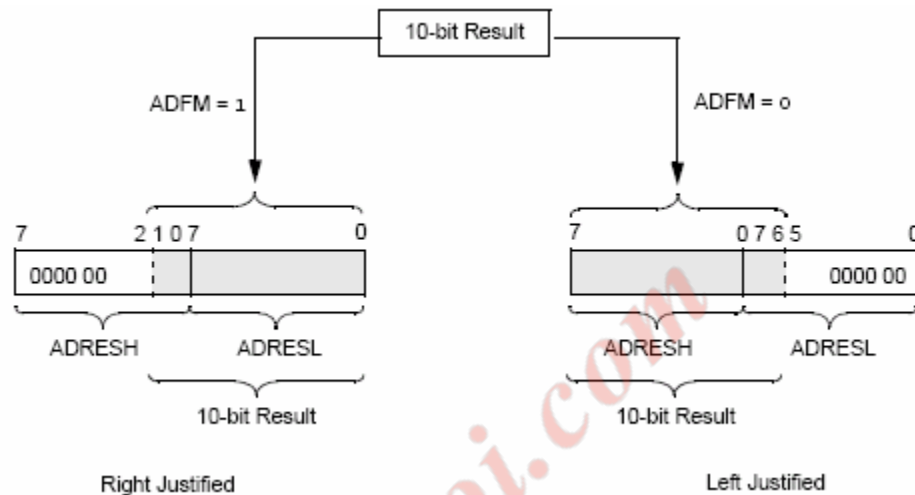 10-bit Result
ADFM = 1
ADFM = 0
7 2 1 0 7 0
7 0 7 6 5 0
0000 00
0000 00
ADRESH
ADRESL
ADRESH
ADRESL
10-bit Result
10-bit Result
Right Justified
Left Justified